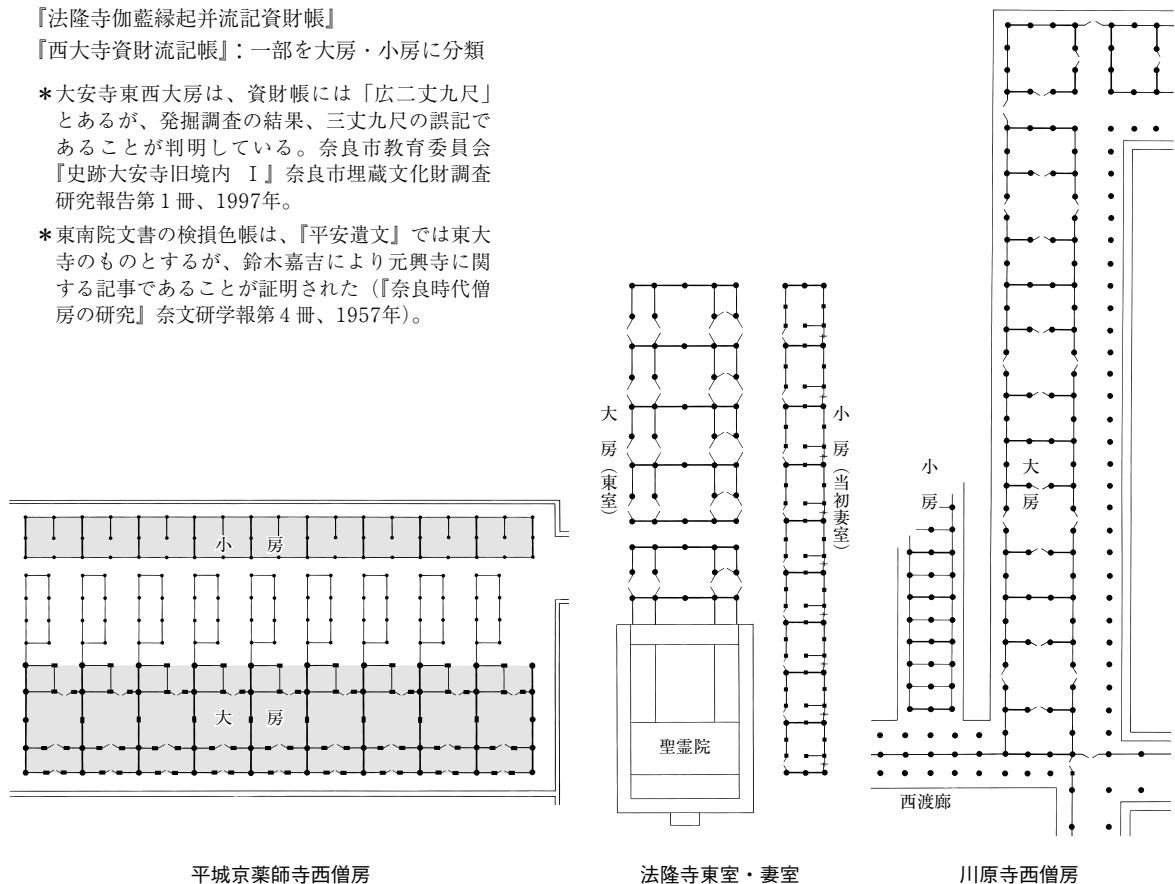 『法隆寺伽藍縁起并流記資財帳』
『西大寺資財流記帳』：一部を大房・小房に分類
＊大安寺東西大房は、資財帳には「広二丈九尺」
とあるが、発掘調査の結果、三丈九尺の誤記で
あることが判明している。奈良市教育委員会
『史跡大安寺旧境内　Ⅰ』奈良市埋蔵文化財調査
研究報告第1冊、1997年。
＊東南院文書の検損色帳は、『平安遺文』では東大
寺のものとするが、鈴木嘉吉により元興寺に関
する記事であることが証明された（『奈良時代僧
房の研究』奈文研学報第4冊、1957年）。
小房
大房
平城京薬師寺西僧房
大房（東室）
小房（当初妻室）
聖霊院
法隆寺東室・妻室
小房
大房
西渡廊
川原寺西僧房